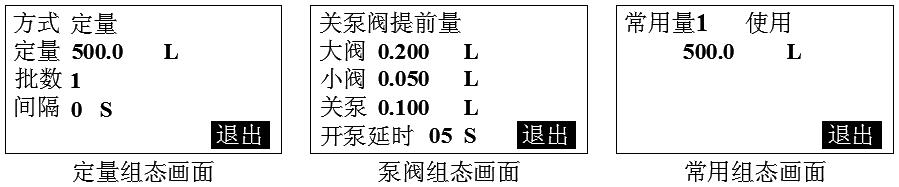 方式 定量
定量 500.0 L
批数 1
间隔 0 S
退出
定量组态画面
关泵阀提前量
大阀 0.200 L
小阀 0.050 L
关泵 0.100 L
开泵延时 05 S 退出
泵阀组态画面
常用量1 使用
500.0 L
退出
常用组态画面